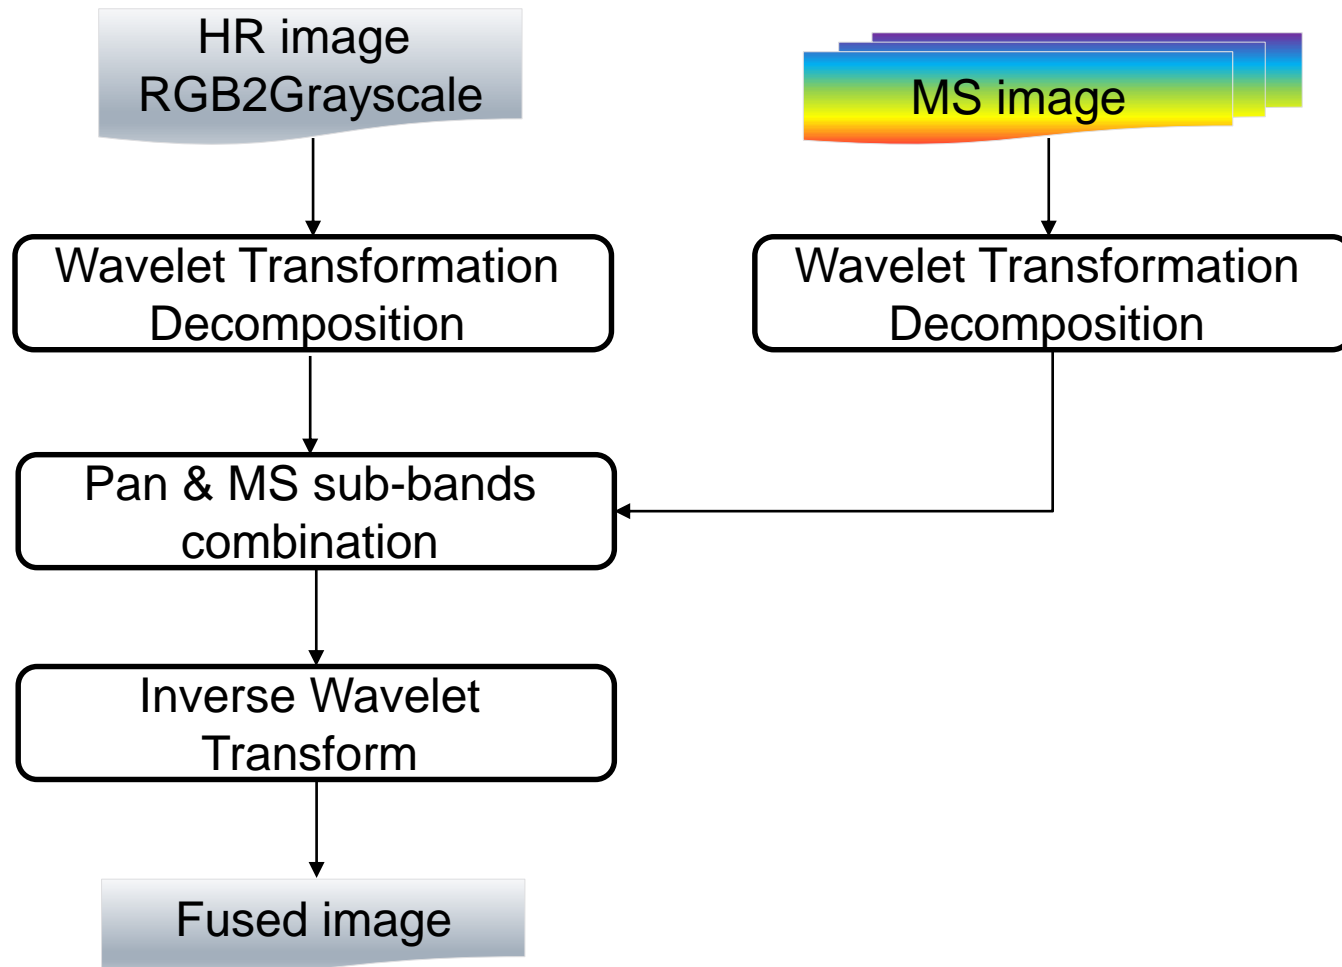 HR image
RGB2Grayscale
MS image
Wavelet Transformation
Decomposition
Wavelet Transformation
Decomposition
Pan & MS sub-bands
combination
Inverse Wavelet
Transform
Fused image